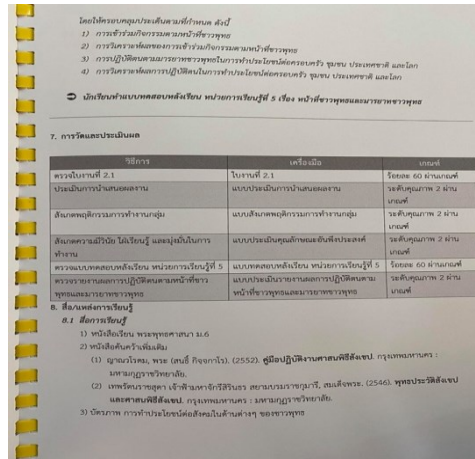 โดยให้ครอบคลุมประเด็นตามที่กำหนด ดังนี้
1) การเข้าร่วมกิจกรรมตามหน้าที่ชาวพุทธ
2) การวิเคราะห์ผลของการเข้าร่วมกิจกรรมตามหน้าที่ชาวพุทธ
3) การปฏิบัติตนตามมารยาทชาวพุทธในการทำประโยชน์ต่อครอบครัว ชุมชน ประเทศชาติ และโลก
4) การวิเคราะห์ผลการปฏิบัติตนในการทำประโยชน์ต่อครอบครัว ชุมชน ประเทศชาติ และโลก
นักเรียนทำแบบทดสอบหลังเรียน หน่วยการเรียนรู้ที่ 5 เรื่อง หน้าที่ชาวพุทธและมารยาทชาวพุทธ
7. การวัดและประเมินผล
วิธีการ เครื่องมือ เกณฑ์
ตรวจใบงานที่ 2.1 ใบงานที่ 2.1 ร้อยละ 60 ผ่านเกณฑ์
ประเมินการนำเสนอผลงาน แบบประเมินการนำเสนอผลงาน ระดับคุณภาพ 2 ผ่าน
เกณฑ์
สังเกตพฤติกรรมการทำงานกลุ่ม แบบสังเกตพฤติกรรมการทำงานกลุ่ม ระดับคุณภาพ 2 ผ่าน
เกณฑ์
สังเกตความมีวินัย ใฝ่เรียนรู้ และมุ่งมั่นในการ แบบประเมินคุณลักษณะอันพึงประสงค์ ระดับคุณภาพ 2 ผ่าน
ทำงาน เกณฑ์
ตรวจแบบทดสอบหลังเรียน หน่วยการเรียนรู้ที่ 5 แบบทดสอบหลังเรียน หน่วยการเรียนรู้ที่ 5 ร้อยละ 60 ผ่านเกณฑ์
ตรวจรายงานผลการปฏิบัติตนตามหน้าที่ชาว แบบประเมินรายงานผลการปฏิบัติตนตาม ระดับคุณภาพ 2 ผ่าน
พุทธและมารยาทชาวพุทธ หน้าที่ชาวพุทธและมารยาทชาวพุทธ เกณฑ์
8. สื่อ/แหล่งการเรียนรู้
8.1 สื่อการเรียนรู้
1) หนังสือเรียน พระพุทธศาสนา ม.6
2) หนังสือค้นคว้าเพิ่มเติม
(1) ญาณวโรดม, พระ (สนธิ์ กิจฺจกาโร). (2552). คู่มือปฏิบัติงานศาสนพิธีสังเขป. กรุงเทพมหานคร :
มหามกุฏราชวิทยาลัย.
(2) เทพรัตนราชสุดา เจ้าฟ้ามหาจักรีสิรินธร สยามบรมราชกุมารี, สมเด็จพระ. (2546). พุทธประวัติสังเขป
และศาสนพิธีสังเขป. กรุงเทพมหานคร : มหามกุฏราชวิทยาลัย.
3) บัตรภาพ การทำประโยชน์ต่อสังคมในด้านต่างๆ ของชาวพุทธ